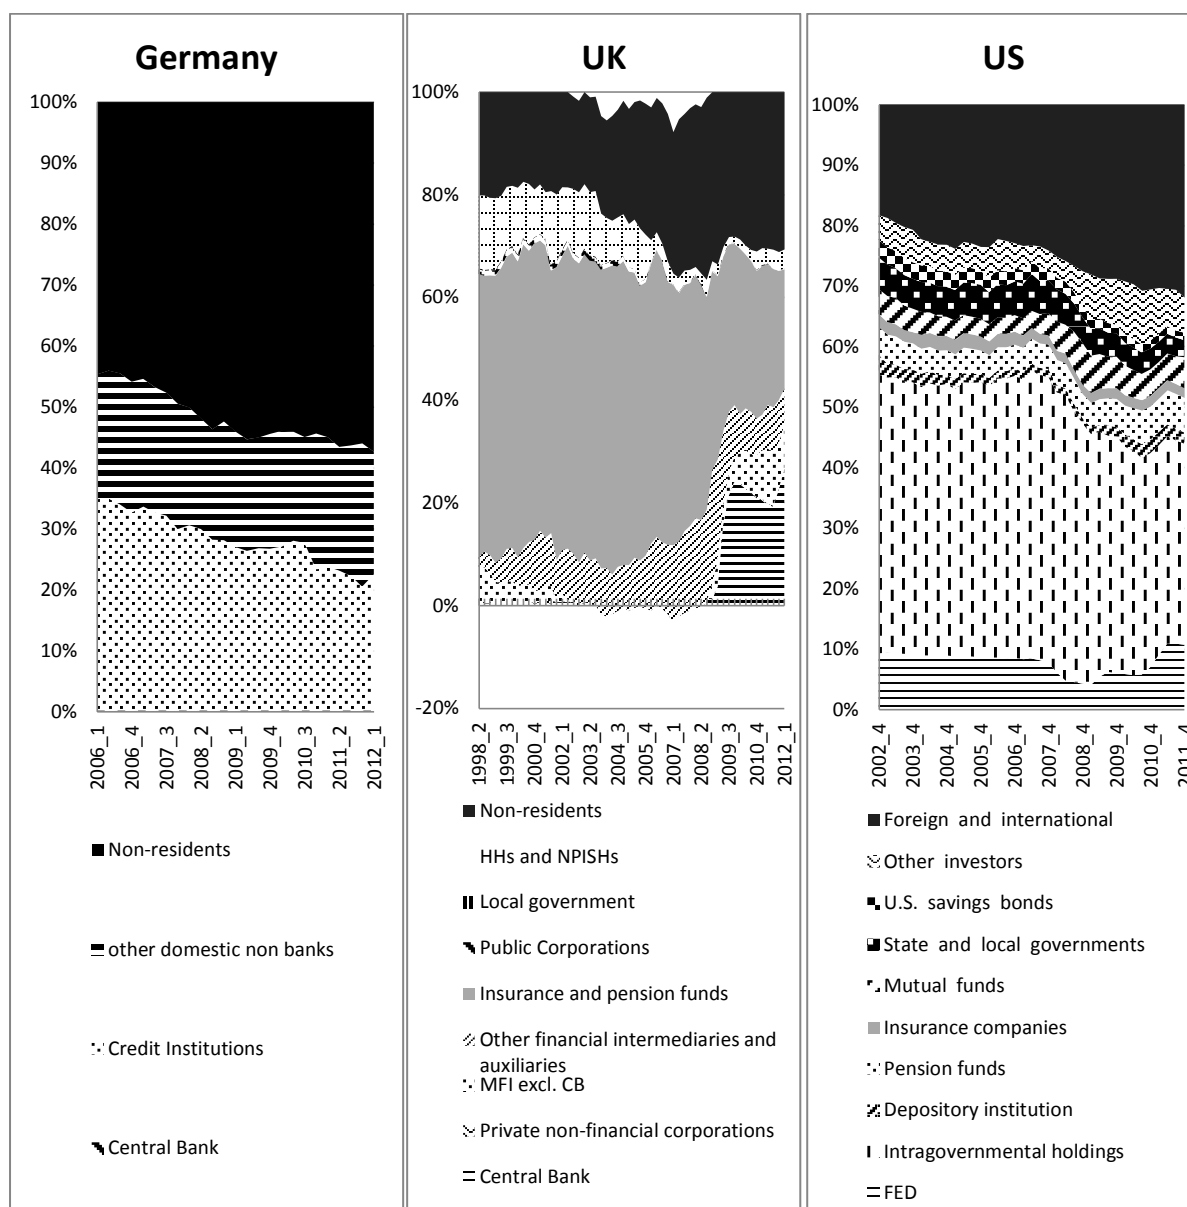 Germany
100%
90%
80%
70%
60%
50%
40%
30%
20%
10%
0%
2006_1
2006_4
2007_3
2008_2
2009_1
2009_4
2010_3
2011_2
2012_1
Non-residents
other domestic non banks
Credit Institutions
Central Bank
UK
100%
80%
60%
40%
20%
0%
-20%
1998_2
1999_3
2000_4
2002_1
2003_2
2004_3
2005_4
2007_1
2008_2
2009_3
2010_4
2012_1
Non-residents
HHs and NPISHs
Local government
Public Corporations
Insurance and pension funds
Other financial intermediaries and
auxiliaries
MFI excl. CB
Private non-financial corporations
Central Bank
US
100%
90%
80%
70%
60%
50%
40%
30%
20%
10%
0%
2002_4
2003_4
2004_4
2005_4
2006_4
2007_4
2008_4
2009_4
2010_4
2011_4
Foreign and international
Other investors
U.S. savings bonds
State and local governments
Mutual funds
Insurance companies
Pension funds
Depository institution
Intragovernmental holdings
FED